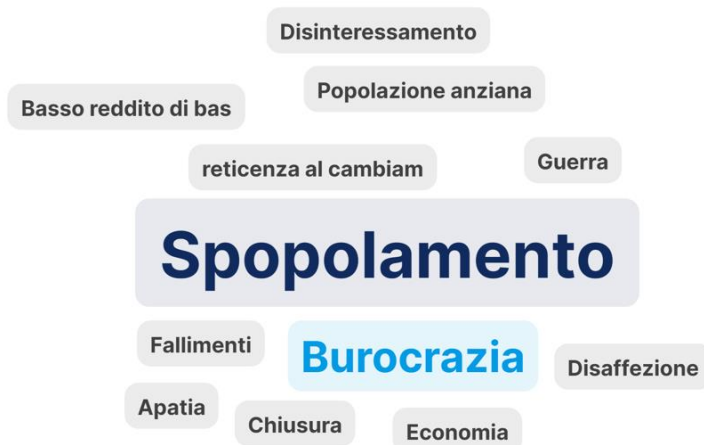 Disinteressamento
Popolazione anziana
Basso reddito di bas
reticenza al cambiam
Guerra
Spopolamento
Fallimenti
Burocrazia
Disaffezione
Apatia
Chiusura
Economia